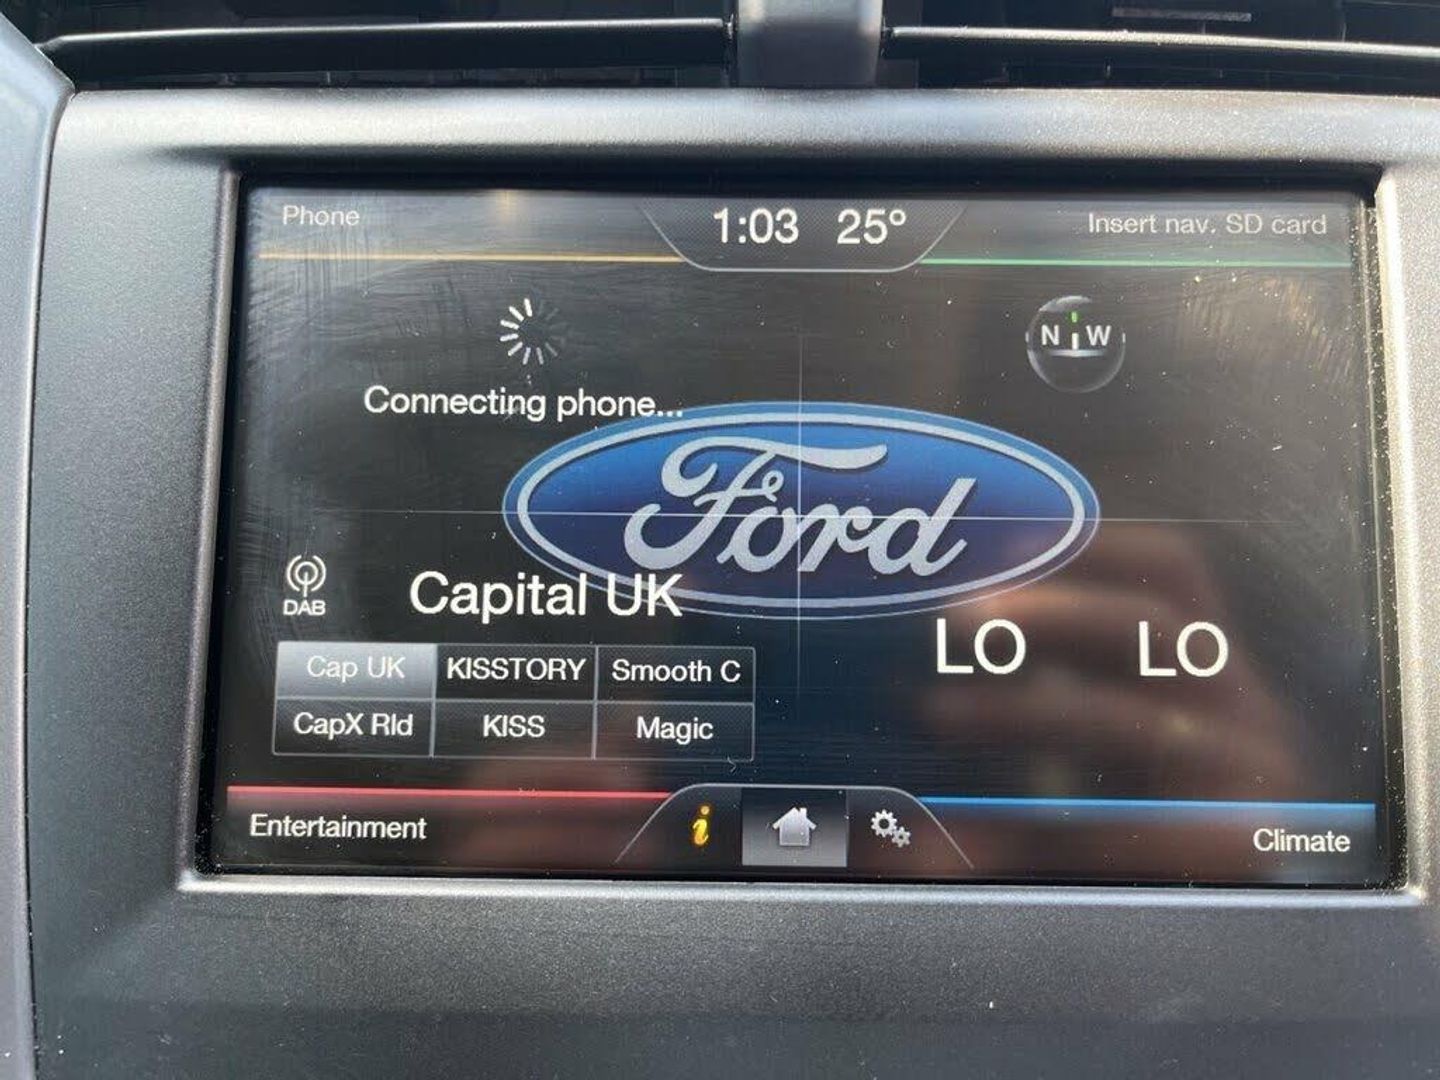 Phone
1:03 25°
Insert nav. SD card
N W
Connecting phone...
Ford
DAB
Capital UK
LO LO
Cap UK KISSTORY Smooth C
CapX Rld KISS Magic
Entertainment
i
Climate